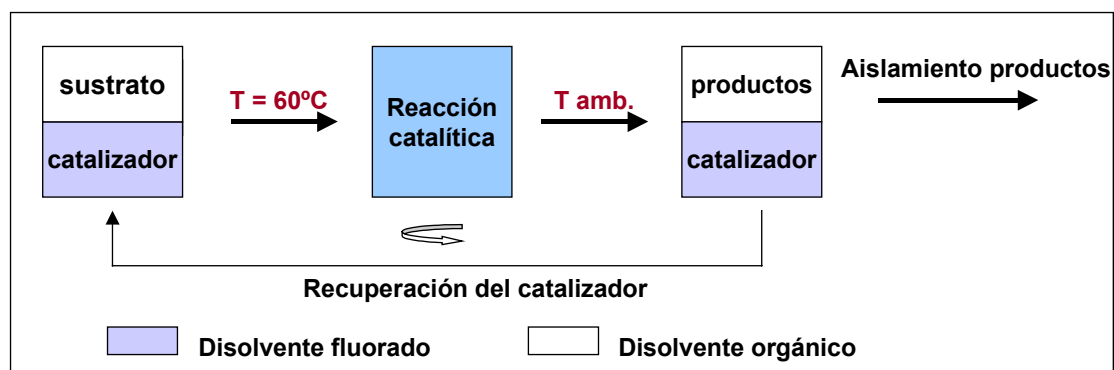 sustrato
catalizador
T = 60ºC
Reacción
catalítica
T amb.
productos
catalizador
Aislamiento productos
Recuperación del catalizador
Disolvente fluorado
Disolvente orgánico